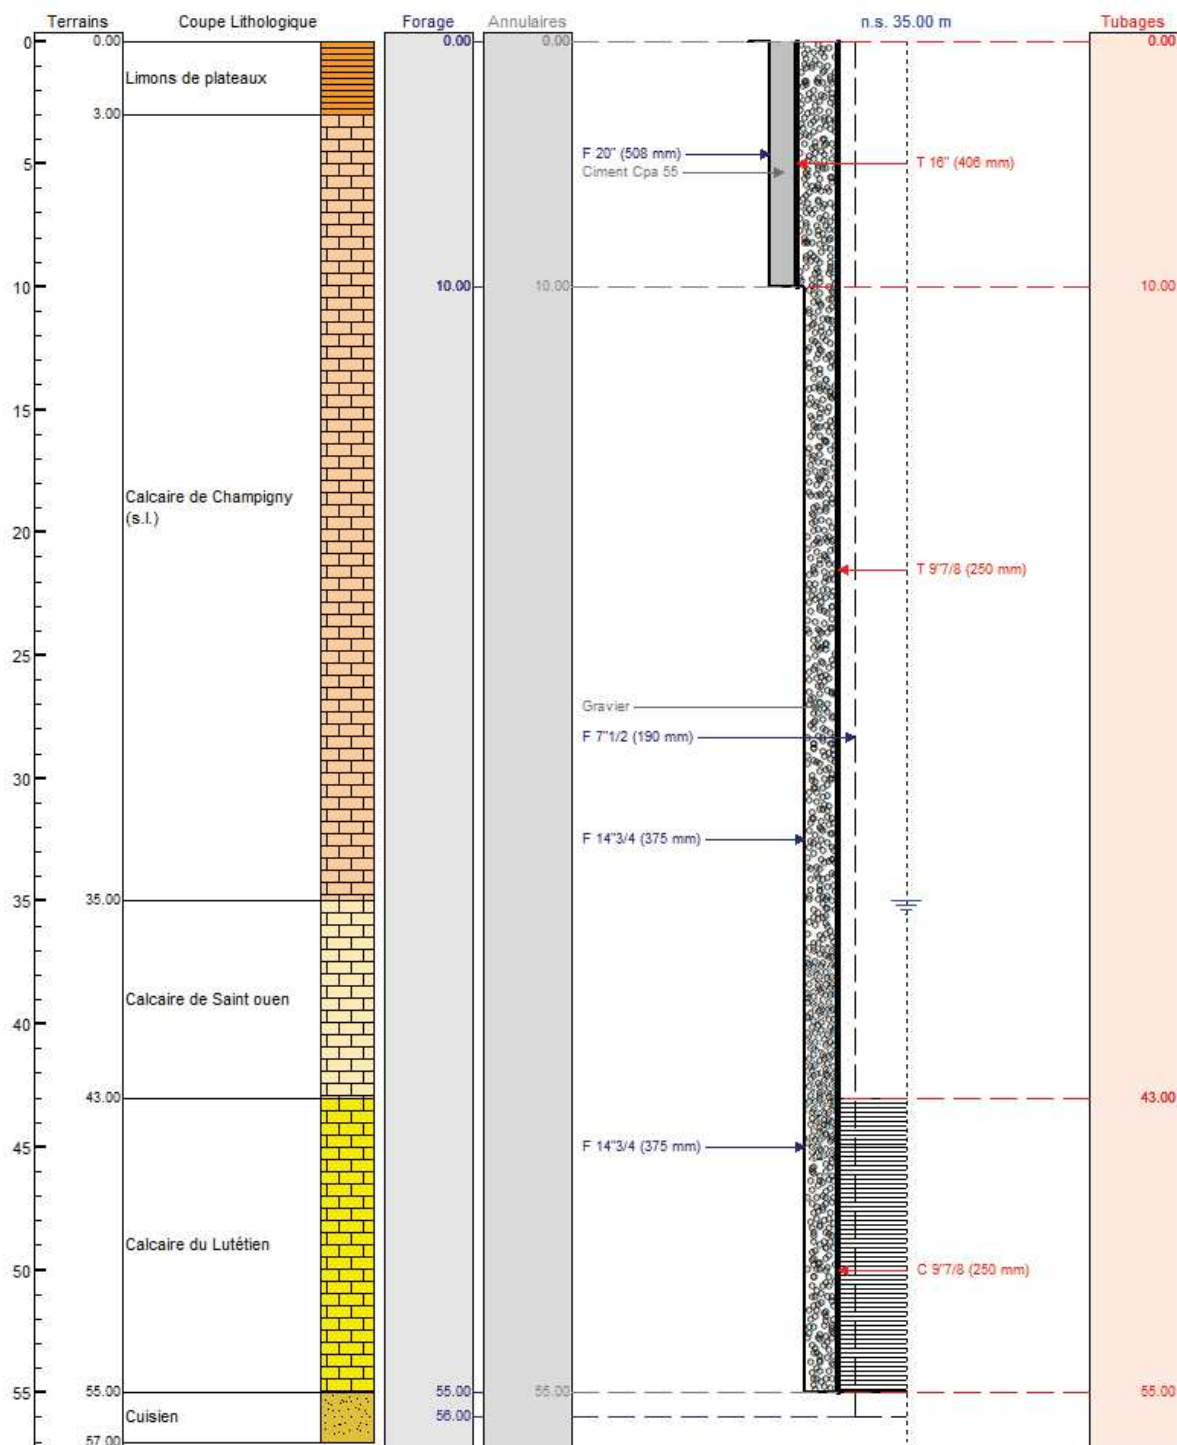 Terrains Coupe Lithologique Forage Annulaires n.s. 35.00 m Tubages
0 0.00 0.00 0.00 0.00
Limons de plateaux
3.00
F 20" (508 mm)
5 T 16" (406 mm)
Ciment Cpa 55
10 10.00 10.00 10.00
15
Calcaire de Champigny
(s.l.)
20
T 9"7/8 (250 mm)
25
Gravier
F 7"1/2 (190 mm)
30
F 14"3/4 (375 mm)
35 35.00
Calcaire de Saint ouen
40
43.00 43.00
45 F 14"3/4 (375 mm)
Calcaire du Lutétien
50 C 9"7/8 (250 mm)
55 55.00 55.00 55.00 55.00
Cuisien 56.00
57.00